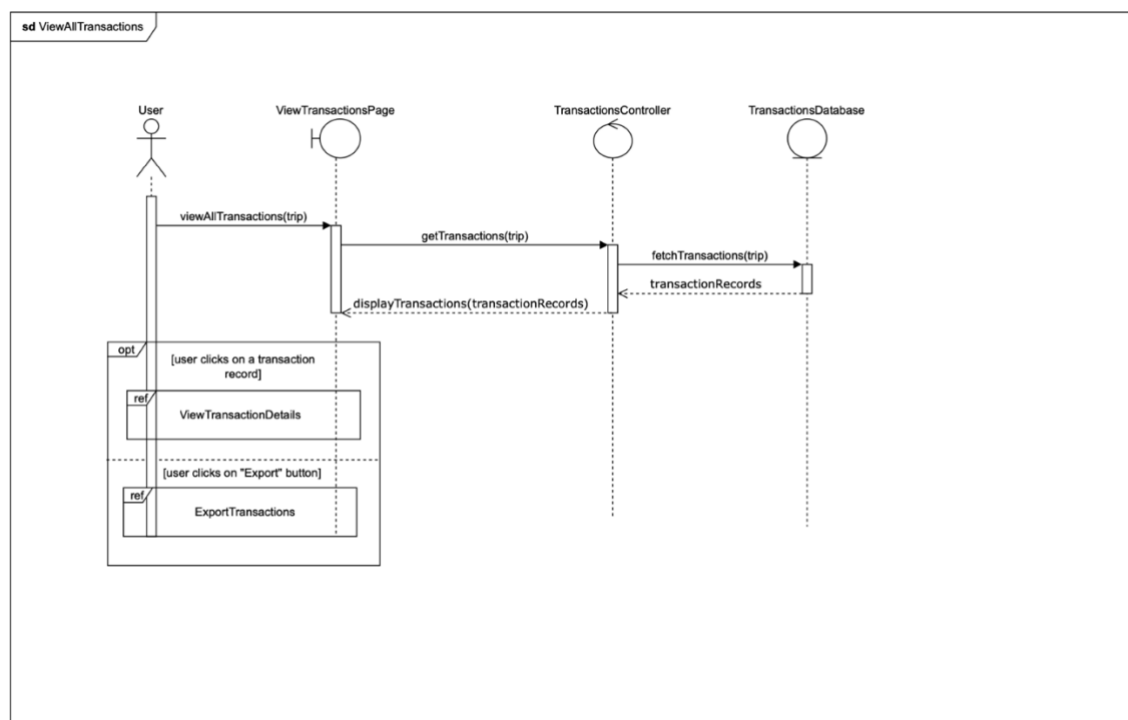 sd ViewAllTransactions
User
ViewTransactionsPage
TransactionsController
TransactionsDatabase
viewAllTransactions(trip)
getTransactions(trip)
fetchTransactions(trip)
transactionRecords
displayTransactions(transactionRecords)
opt
[user clicks on a transaction
record]
ref
ViewTransactionDetails
[user clicks on "Export" button]
ref
ExportTransactions